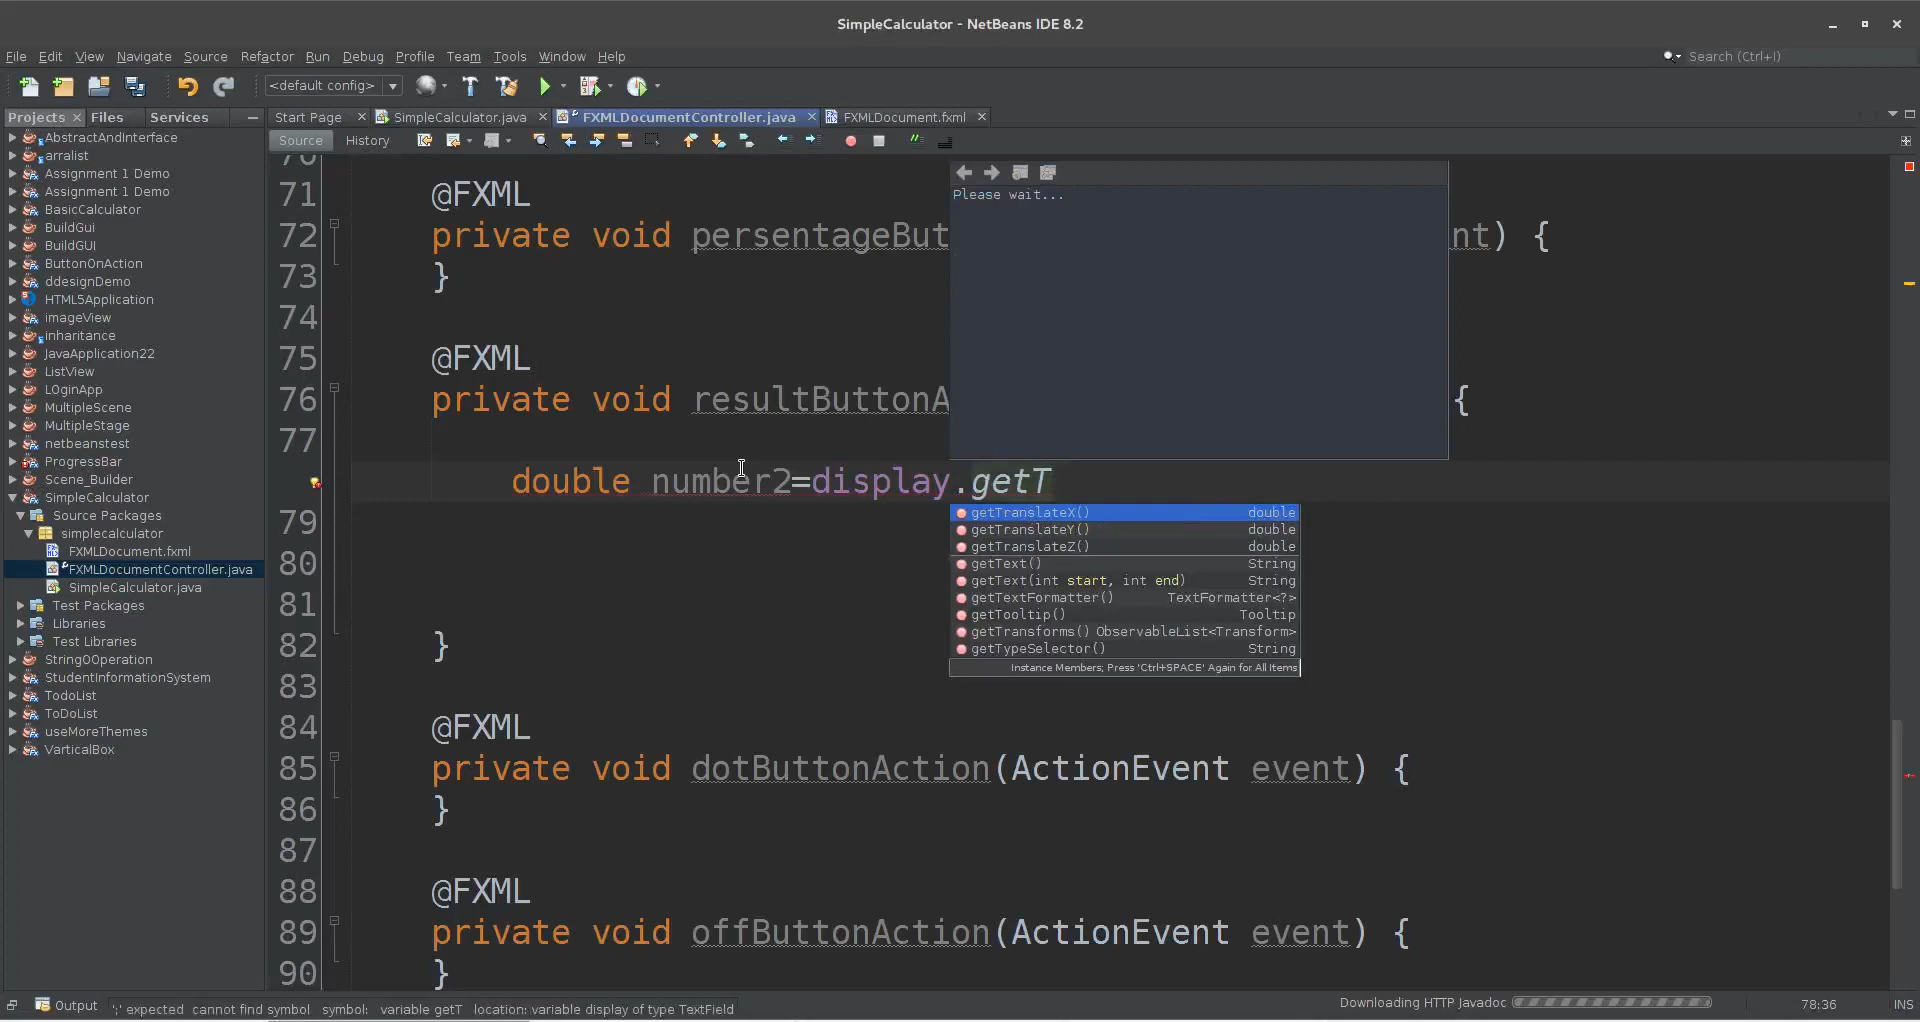 SimpleCalculator - NetBeans IDE 8.2
File Edit View Navigate Source Refactor Run Debug Profile Team Tools Window Help
Search (Ctrl+I)
<default config>
Projects Files Services
Start Page SimpleCalculator.java FXMLDocumentController.java FXMLDocument.fxml
Source History
AbstractAndInterface
arralist
Assignment 1 Demo
Assignment 1 Demo
BasicCalculator
BuildGui
BuildGUI
ButtonOnAction
ddesignDemo
HTML5Application
imageView
inharitance
JavaApplication22
ListView
LOginApp
MultipleScene
MultipleStage
netbeanstest
ProgressBar
Scene_Builder
SimpleCalculator
Source Packages
simplecalculator
FXMLDocument.fxml
FXMLDocumentController.java
SimpleCalculator.java
Test Packages
Libraries
Test Libraries
StringOOperation
StudentInformationSystem
TodoList
ToDoList
useMoreThemes
VarticalBox
70
71 @FXML
72 private void persentageBut nt) {
73 }
74
75 @FXML
76 private void resultButtonA {
77
double number2=display.getT
79
80
81
82 }
83
84 @FXML
85 private void dotButtonAction(ActionEvent event) {
86 }
87
88 @FXML
89 private void offButtonAction(ActionEvent event) {
90 }
Please wait...
getTranslateX() double
getTranslateY() double
getTranslateZ() double
getText() String
getText(int start, int end) String
getTextFormatter() TextFormatter<?>
getTooltip() Tooltip
getTransforms() ObservableList<Transform>
getTypeSelector() String
Instance Members; Press 'Ctrl+SPACE' Again for All Items
Output ';' expected cannot find symbol symbol: variable getT location: variable display of type TextField
Downloading HTTP Javadoc
78:36 INS